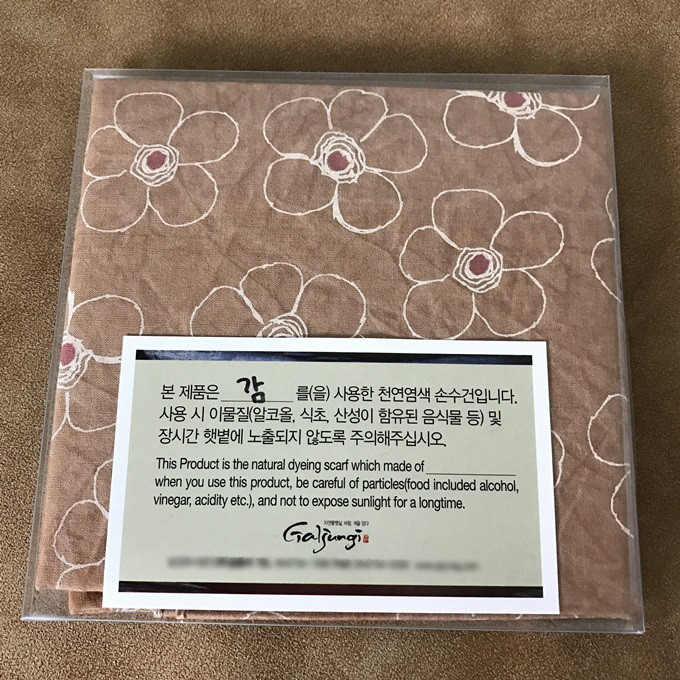 본 제품은 감 를(을) 사용한 천연염색 손수건입니다.
사용 시 이물질(알코올, 식초, 산성이 함유된 음식물 등) 및
장시간 햇볕에 노출되지 않도록 주의해주십시오.
This Product is the natural dyeing scarf which made of
when you use this product, be careful of particles(food included alcohol,
vinegar, acidity etc.), and not to expose sunlight for a longtime.
Galjungi